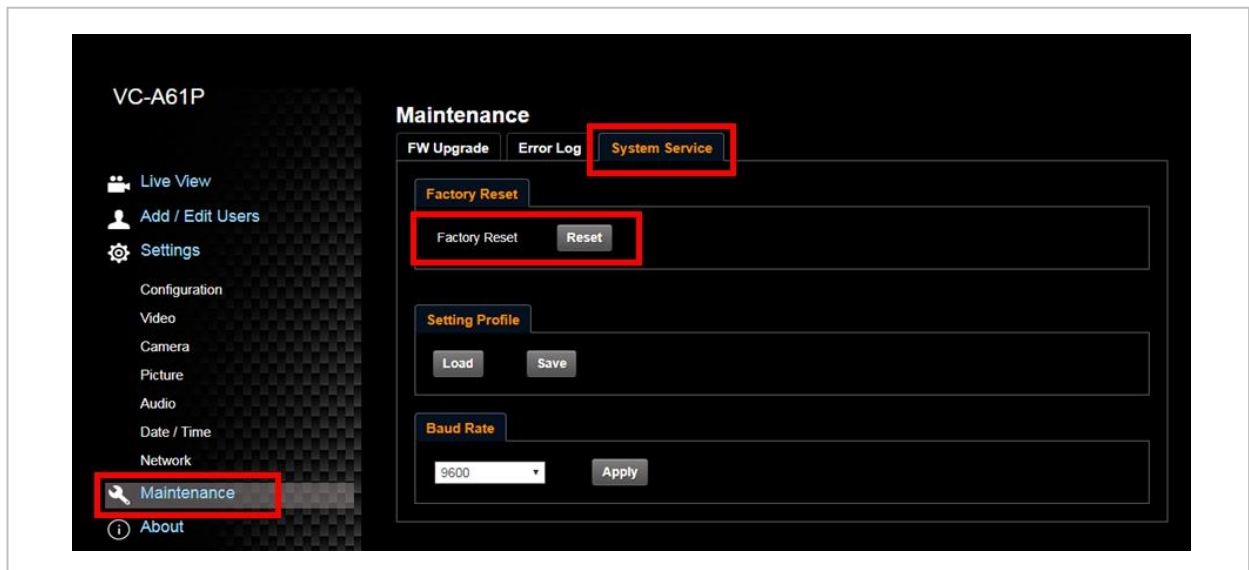 VC-A61P
Live View
Add / Edit Users
Settings
Configuration
Video
Camera
Picture
Audio
Date / Time
Network
Maintenance
About
Maintenance
FW Upgrade Error Log System Service
Factory Reset
Factory Reset Reset
Setting Profile
Load Save
Baud Rate
9600 Apply